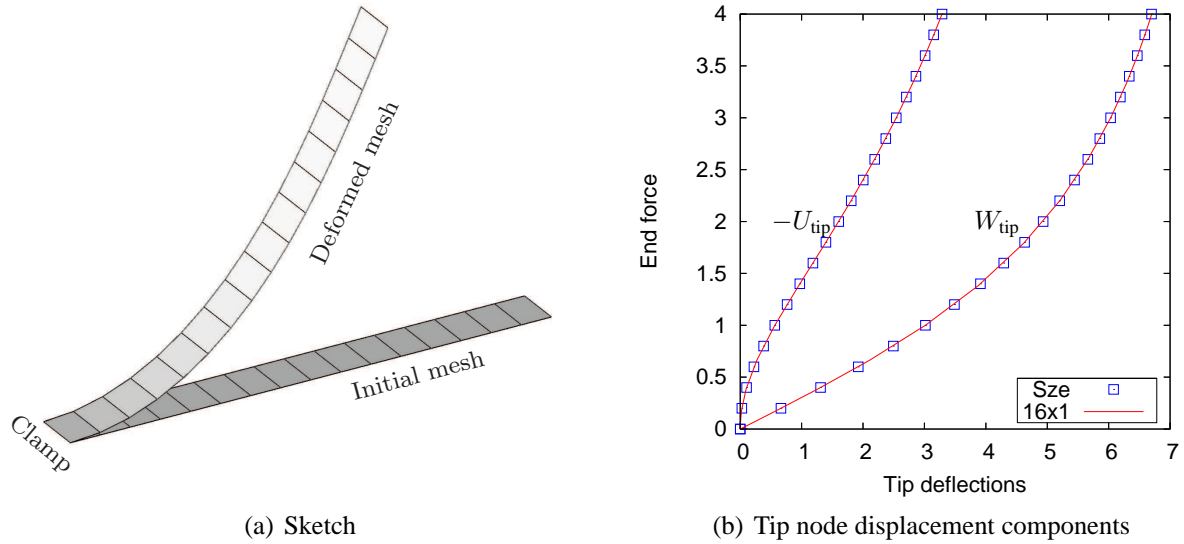 Deformed mesh
Initial mesh
Clamp
(a) Sketch
4
3.5
3
2.5
2
1.5
1
0.5
0
End force
−U_tip
W_tip
Sze
16x1
0 1 2 3 4 5 6 7
Tip deflections
(b) Tip node displacement components